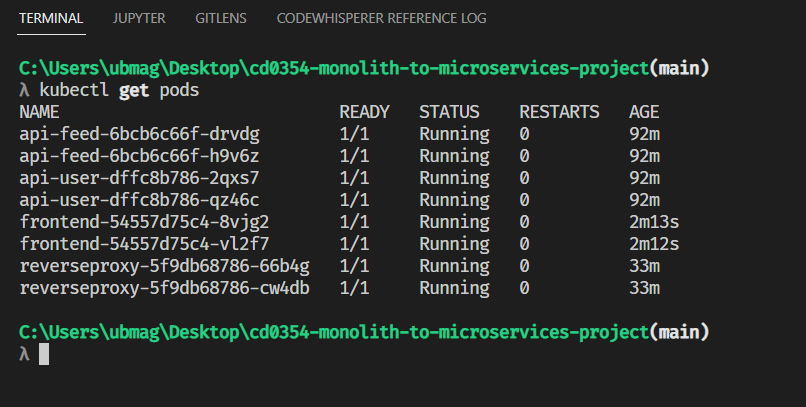 TERMINAL JUPYTER GITLENS CODEWHISPERER REFERENCE LOG
C:\Users\ubmag\Desktop\cd0354-monolith-to-microservices-project(main)
λ kubectl get pods
NAME READY STATUS RESTARTS AGE
api-feed-6bcb6c66f-drvdg 1/1 Running 0 92m
api-feed-6bcb6c66f-h9v6z 1/1 Running 0 92m
api-user-dffc8b786-2qxs7 1/1 Running 0 92m
api-user-dffc8b786-qz46c 1/1 Running 0 92m
frontend-54557d75c4-8vjg2 1/1 Running 0 2m13s
frontend-54557d75c4-vl2f7 1/1 Running 0 2m12s
reverseproxy-5f9db68786-66b4g 1/1 Running 0 33m
reverseproxy-5f9db68786-cw4db 1/1 Running 0 33m
C:\Users\ubmag\Desktop\cd0354-monolith-to-microservices-project(main)
λ